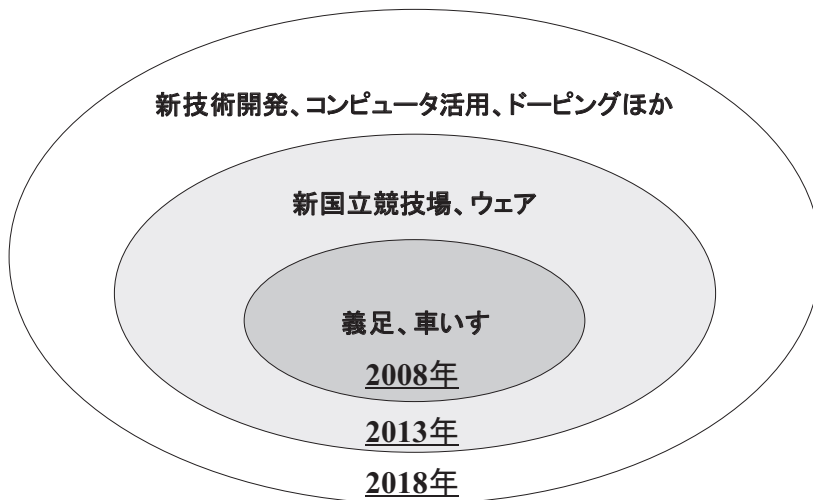 新技術開発、コンピュータ活用、ドーピングほか
新国立競技場、ウェア
義足、車いす
2008年
2013年
2018年